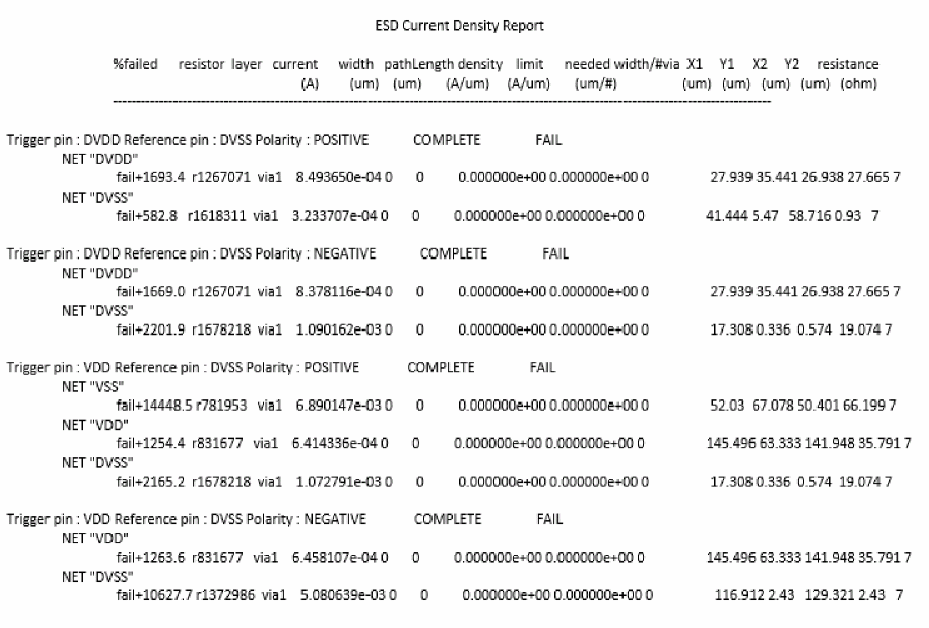 ESD Current Density Report
%failed resistor layer current width pathLength density limit needed width/#via X1 Y1 X2 Y2 resistance
(A) (um) (um) (A/um) (A/um) (um/#) (um) (um) (um) (um) (ohm)
--------------------------------------------------------------------------------
Trigger pin : DVDD Reference pin : DVSS Polarity : POSITIVE COMPLETE FAIL
NET "DVDD"
fail+1693.4 r1267071 via1 8.493650e-04 0 0 0.000000e+00 0.000000e+00 0 27.939 35.441 26.938 27.665 7
NET "DVSS"
fail+582.8 r1618311 via1 3.233707e-04 0 0 0.000000e+00 0.000000e+00 0 41.444 5.47 58.716 0.93 7
Trigger pin : DVDD Reference pin : DVSS Polarity : NEGATIVE COMPLETE FAIL
NET "DVDD"
fail+1669.0 r1267071 via1 8.378116e-04 0 0 0.000000e+00 0.000000e+00 0 27.939 35.441 26.938 27.665 7
NET "DVSS"
fail+2201.9 r1678218 via1 1.090162e-03 0 0 0.000000e+00 0.000000e+00 0 17.308 0.336 0.574 19.074 7
Trigger pin : VDD Reference pin : DVSS Polarity : POSITIVE COMPLETE FAIL
NET "VSS"
fail+14448.5 r781953 via1 6.890147e-03 0 0 0.000000e+00 0.000000e+00 0 52.03 67.078 50.401 66.199 7
NET "VDD"
fail+1254.4 r831677 via1 6.414336e-04 0 0 0.000000e+00 0.000000e+00 0 145.496 63.333 141.948 35.791 7
NET "DVSS"
fail+2165.2 r1678218 via1 1.072791e-03 0 0 0.000000e+00 0.000000e+00 0 17.308 0.336 0.574 19.074 7
Trigger pin : VDD Reference pin : DVSS Polarity : NEGATIVE COMPLETE FAIL
NET "VDD"
fail+1263.6 r831677 via1 6.458107e-04 0 0 0.000000e+00 0.000000e+00 0 145.496 63.333 141.948 35.791 7
NET "DVSS"
fail+10627.7 r1372986 via1 5.080639e-03 0 0 0.000000e+00 0.000000e+00 0 116.912 2.43 129.321 2.43 7